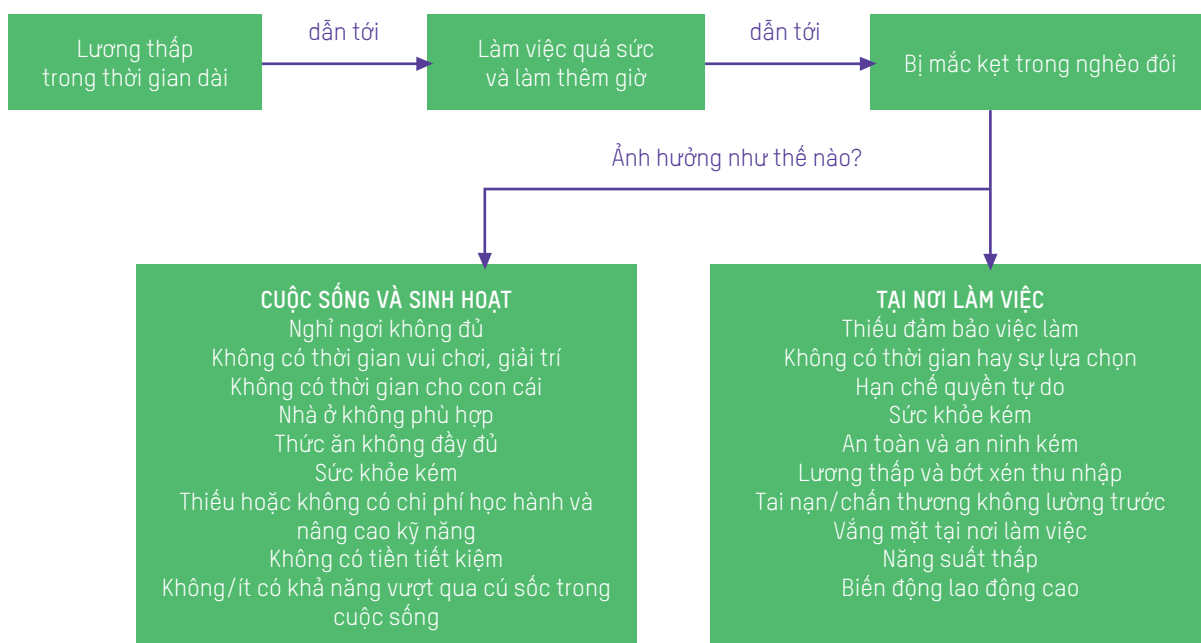 Lương thấp
trong thời gian dài
dẫn tới
Làm việc quá sức
và làm thêm giờ
dẫn tới
Bị mắc kẹt trong nghèo đói
Ảnh hưởng như thế nào?
CUỘC SỐNG VÀ SINH HOẠT
Nghỉ ngơi không đủ
Không có thời gian vui chơi, giải trí
Không có thời gian cho con cái
Nhà ở không phù hợp
Thức ăn không đầy đủ
Sức khỏe kém
Thiếu hoặc không có chi phí học hành và
nâng cao kỹ năng
Không có tiền tiết kiệm
Không/ít có khả năng vượt qua cú sốc trong
cuộc sống
TẠI NƠI LÀM VIỆC
Thiếu đảm bảo việc làm
Không có thời gian hay sự lựa chọn
Hạn chế quyền tự do
Sức khỏe kém
An toàn và an ninh kém
Lương thấp và bớt xén thu nhập
Tai nạn/chấn thương không lường trước
Vắng mặt tại nơi làm việc
Năng suất thấp
Biến động lao động cao